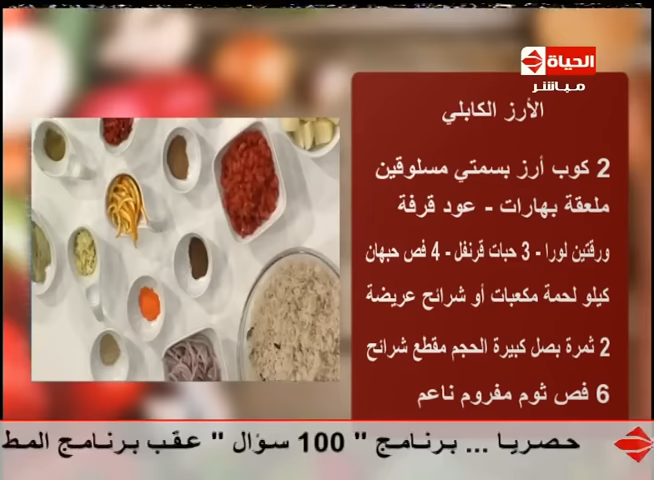 الحياة
مباشر
الأرز الكابلي
2 كوب أرز بسمتي مسلوقين
ملعقة بهارات - عود قرفة
ورقتين لورا - 3 حبات قرنفل - 4 فص حبهان
كيلو لحمة مكعبات أو شرائح عريضة
2 ثمرة بصل كبيرة الحجم مقطع شرائح
6 فص ثوم مفروم ناعم
حصريا ... برنامج " 100 سؤال " عقب برنامج المط